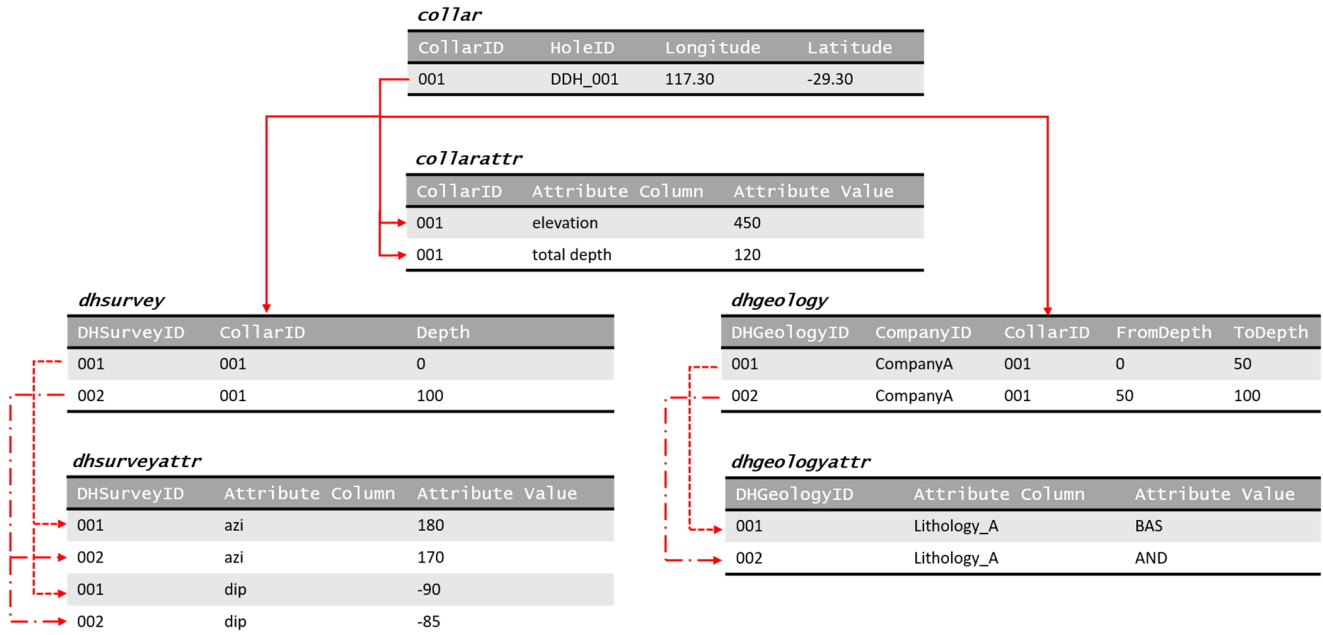 collar
CollarID HoleID Longitude Latitude
001 DDH_001 117.30 -29.30
collarattr
CollarID Attribute Column Attribute Value
001 elevation 450
001 total depth 120
dhsurvey
DHSurveyID CollarID Depth
001 001 0
002 001 100
dhsurveyattr
DHSurveyID Attribute Column Attribute Value
001 azi 180
002 azi 170
001 dip -90
002 dip -85
dhgeology
DHGeologyID CompanyID CollarID FromDepth ToDepth
001 CompanyA 001 0 50
002 CompanyA 001 50 100
dhgeologyattr
DHGeologyID Attribute Column Attribute Value
001 Lithology_A BAS
002 Lithology_A AND